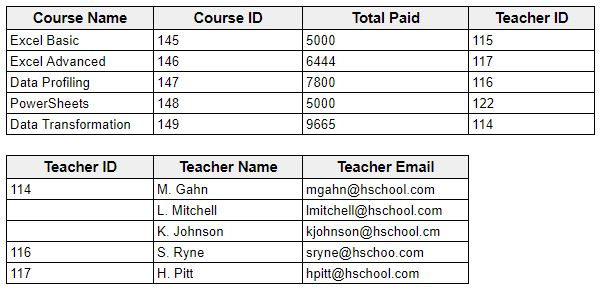 Course Name Course ID Total Paid Teacher ID
Excel Basic 145 5000 115
Excel Advanced 146 6444 117
Data Profiling 147 7800 116
PowerSheets 148 5000 122
Data Transformation 149 9665 114
Teacher ID Teacher Name Teacher Email
114 M. Gahn mgahn@hschool.com
L. Mitchell lmitchell@hschool.com
K. Johnson kjohnson@hschool.cm
116 S. Ryne sryne@hschoo.com
117 H. Pitt hpitt@hschool.com